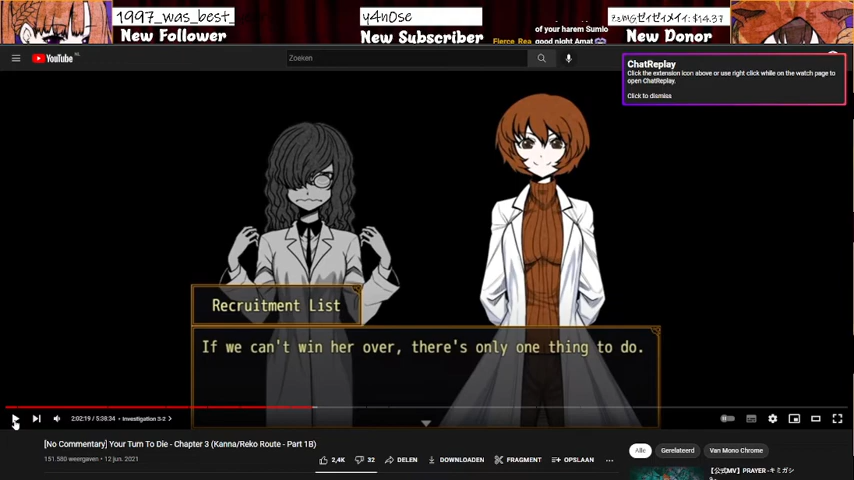 1997_was_best_
New Follower
y4n0se
New Subscriber
of your harem Sumio
Fierce_Rea good night Amat
$14.37
New Donor
YouTube NL
Zoeken
ChatReplay
Click the extension icon above or use right click while on the watch page to
open ChatReplay.
Click to dismiss
Recruitment List
If we can't win her over, there's only one thing to do.
2:02:19 / 5:38:34 • Investigation 3-2 >
[No Commentary] Your Turn To Die - Chapter 3 (Kanna/Reko Route - Part 1B)
151.580 weergaven • 12 jun. 2021
2,4K
32
DELEN
DOWNLOADEN
FRAGMENT
OPSLAAN
...
Alle
Gerelateerd
Van Mono Chrome
【公式MV】PRAYER -キミガシ